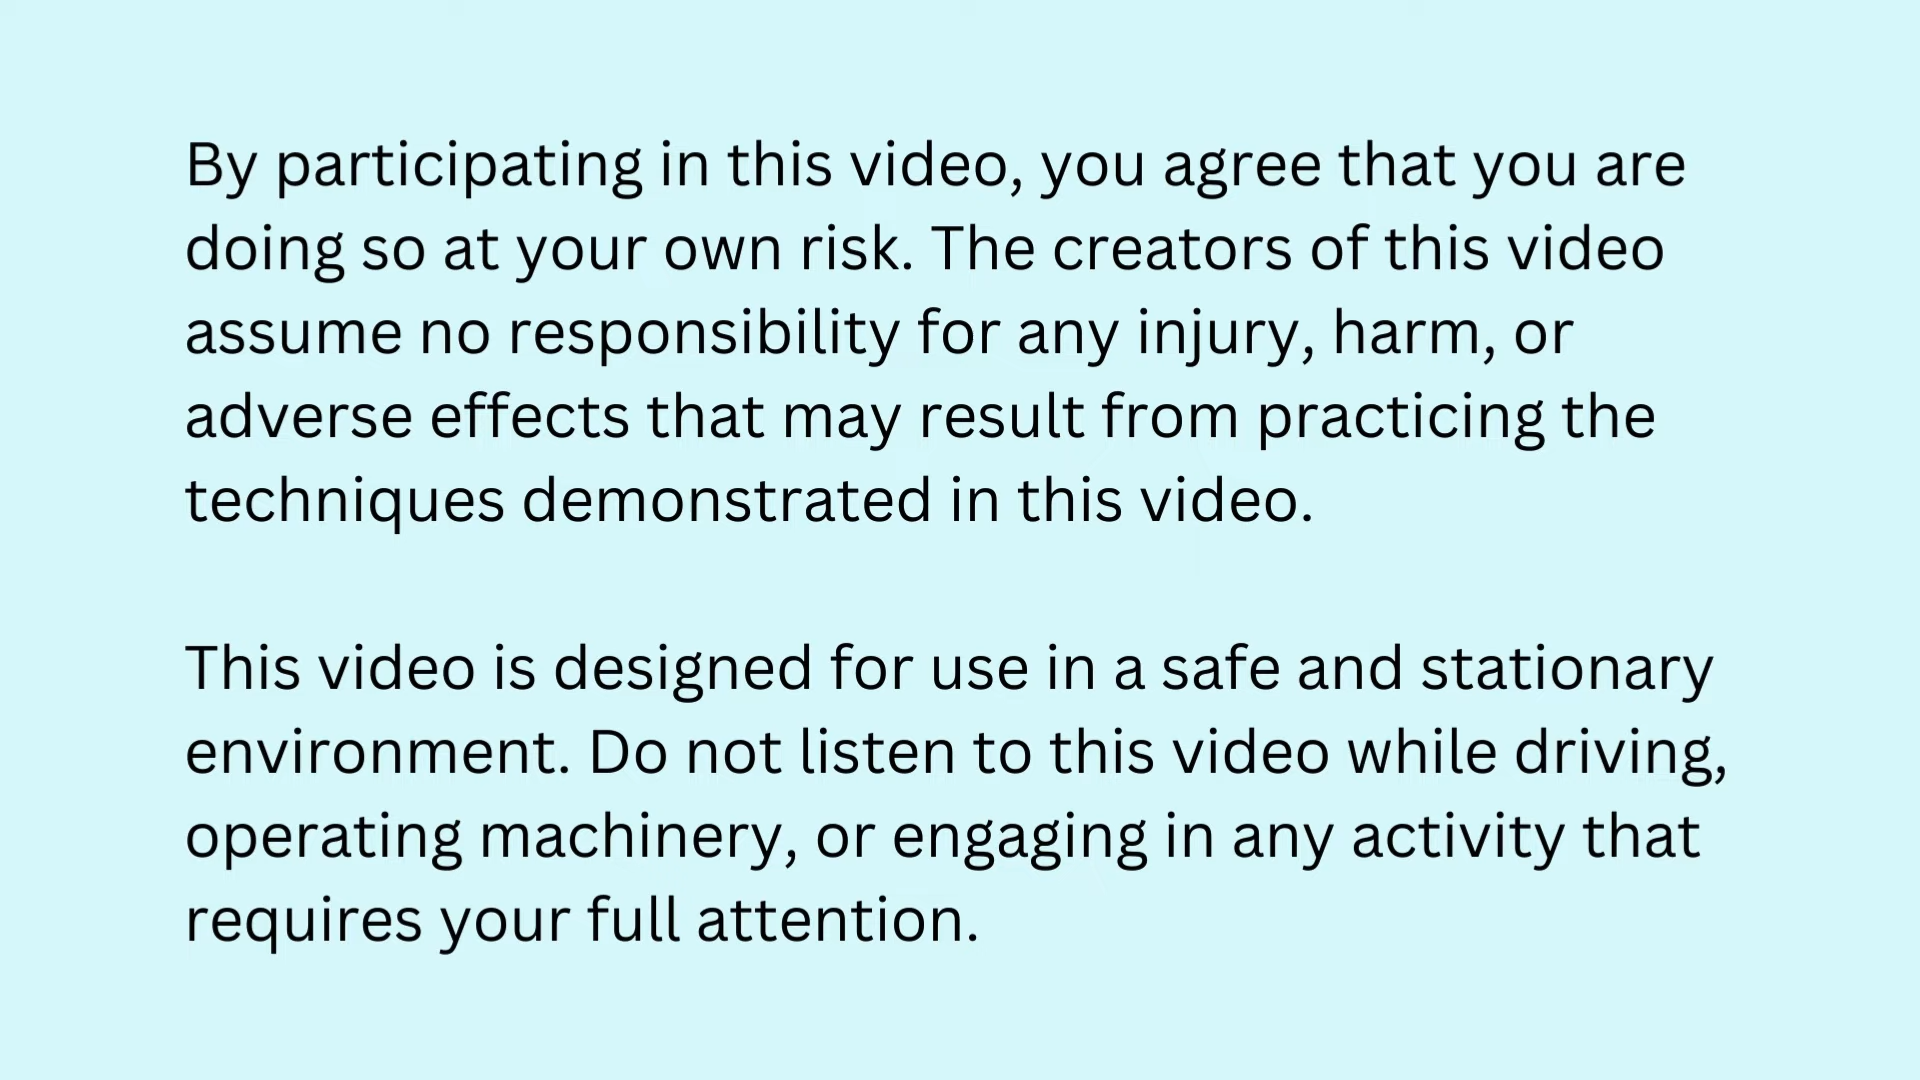 By participating in this video, you agree that you are
doing so at your own risk. The creators of this video
assume no responsibility for any injury, harm, or
adverse effects that may result from practicing the
techniques demonstrated in this video.
This video is designed for use in a safe and stationary
environment. Do not listen to this video while driving,
operating machinery, or engaging in any activity that
requires your full attention.